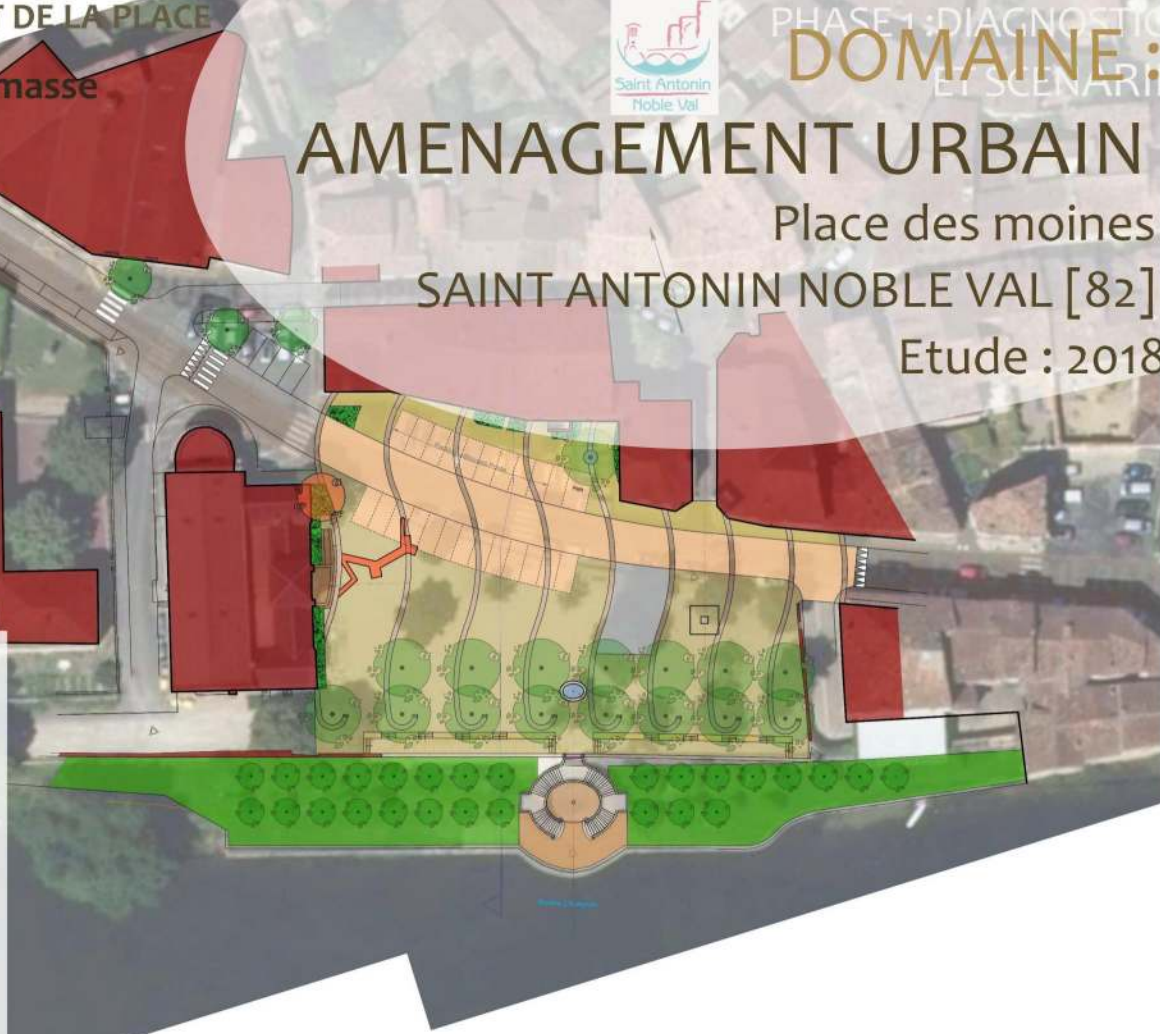 T DE LA PLACE
masse
Saint Antonin
Noble Val
PHASE 1 :DIAGNOSTIC
ET SCENARI
DOMAINE :
AMENAGEMENT URBAIN
Place des moines
SAINT ANTONIN NOBLE VAL [82]
Etude : 2018